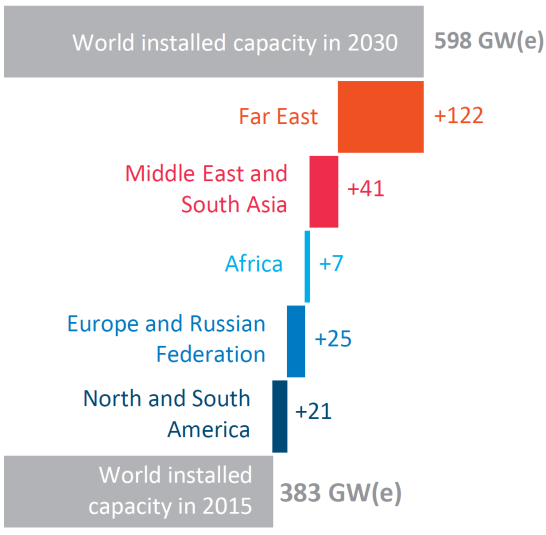 World installed capacity in 2030 598 GW(e)
Far East +122
Middle East and
South Asia +41
Africa +7
Europe and Russian
Federation +25
North and South
America +21
World installed
capacity in 2015 383 GW(e)